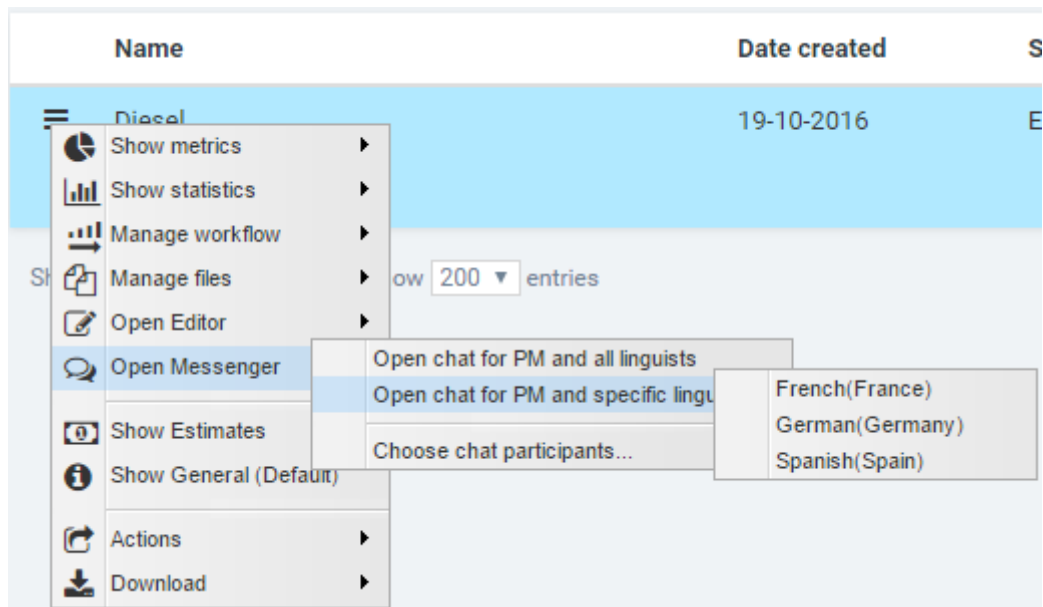 Name Date created S
Diesel 19-10-2016 E
Show metrics
Show statistics
Manage workflow
Manage files
ow 200 entries
Open Editor
Open Messenger
Open chat for PM and all linguists
Open chat for PM and specific lingu
French(France)
German(Germany)
Spanish(Spain)
Choose chat participants...
Show Estimates
Show General (Default)
Actions
Download